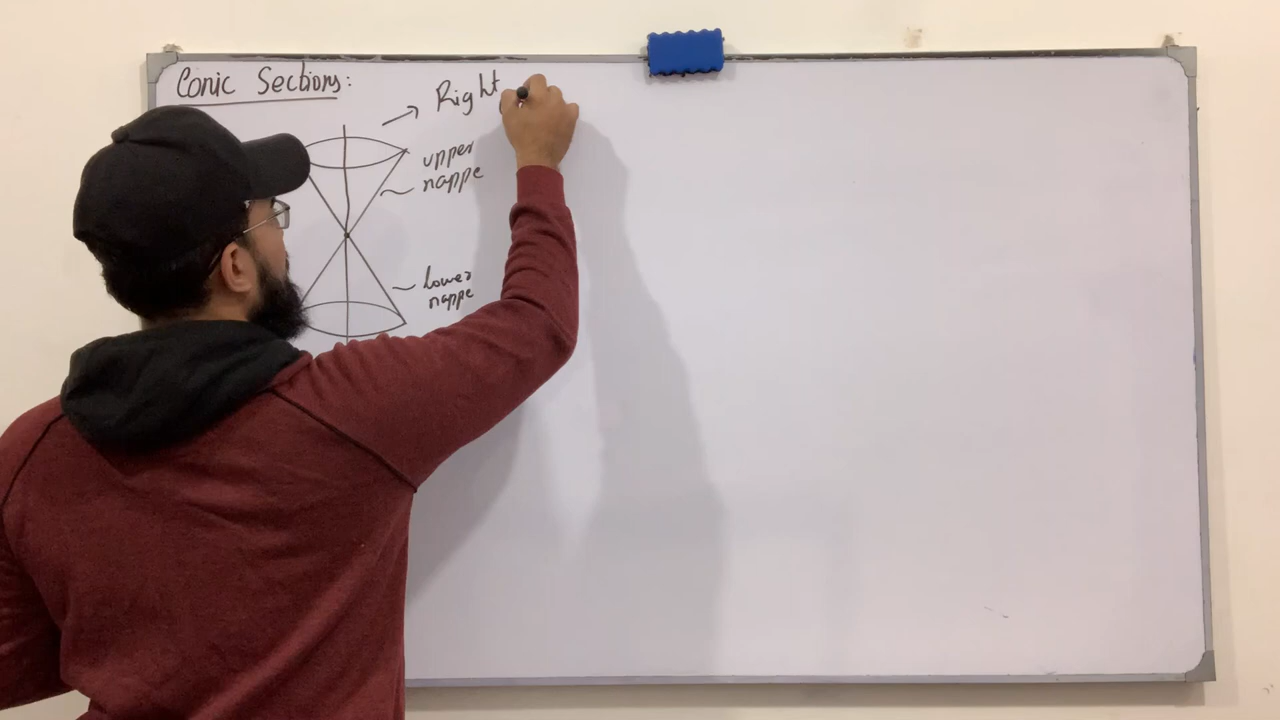 Conic Sections:
Right
upper
nappe
lower
nappe